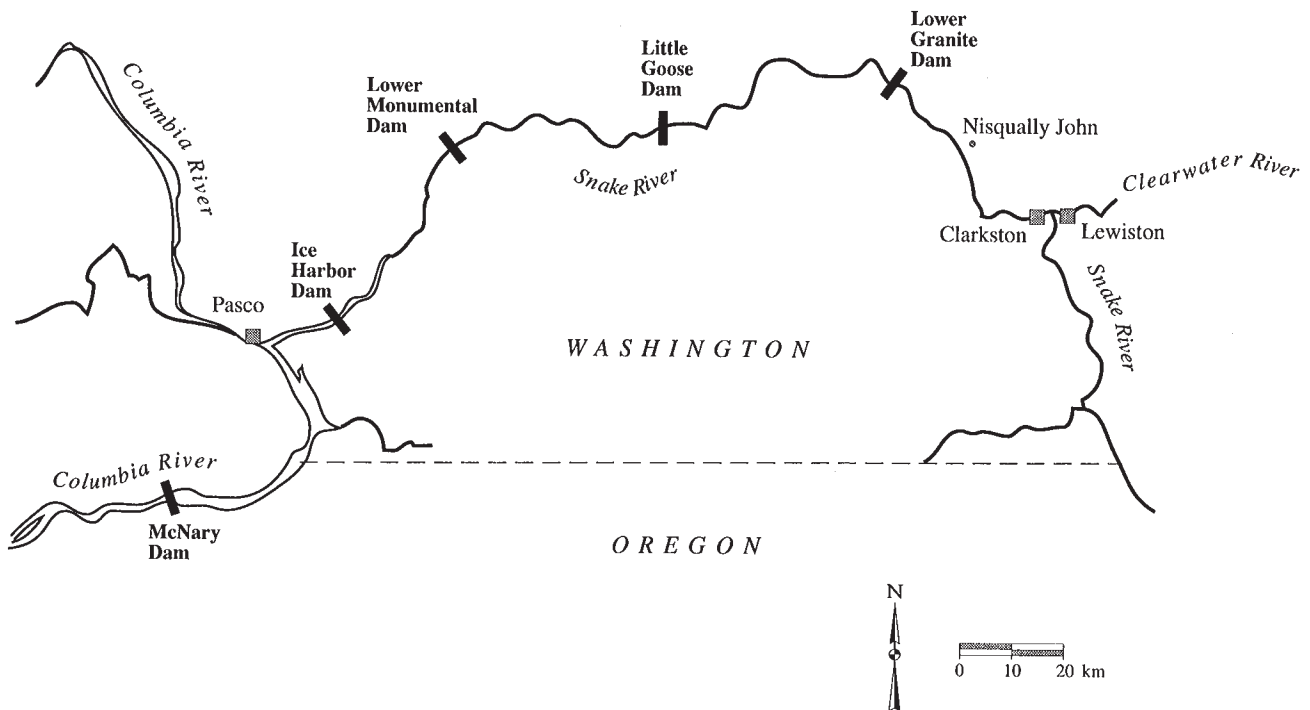 Lower
Granite
Dam
Little
Goose
Dam
Columbia River
Lower
Monumental
Dam
Nisqually John
Snake River
Clearwater River
Clarkston
Lewiston
Ice
Harbor
Dam
Pasco
Snake River
WASHINGTON
Columbia River
McNary
Dam
OREGON
N
0 10 20 km